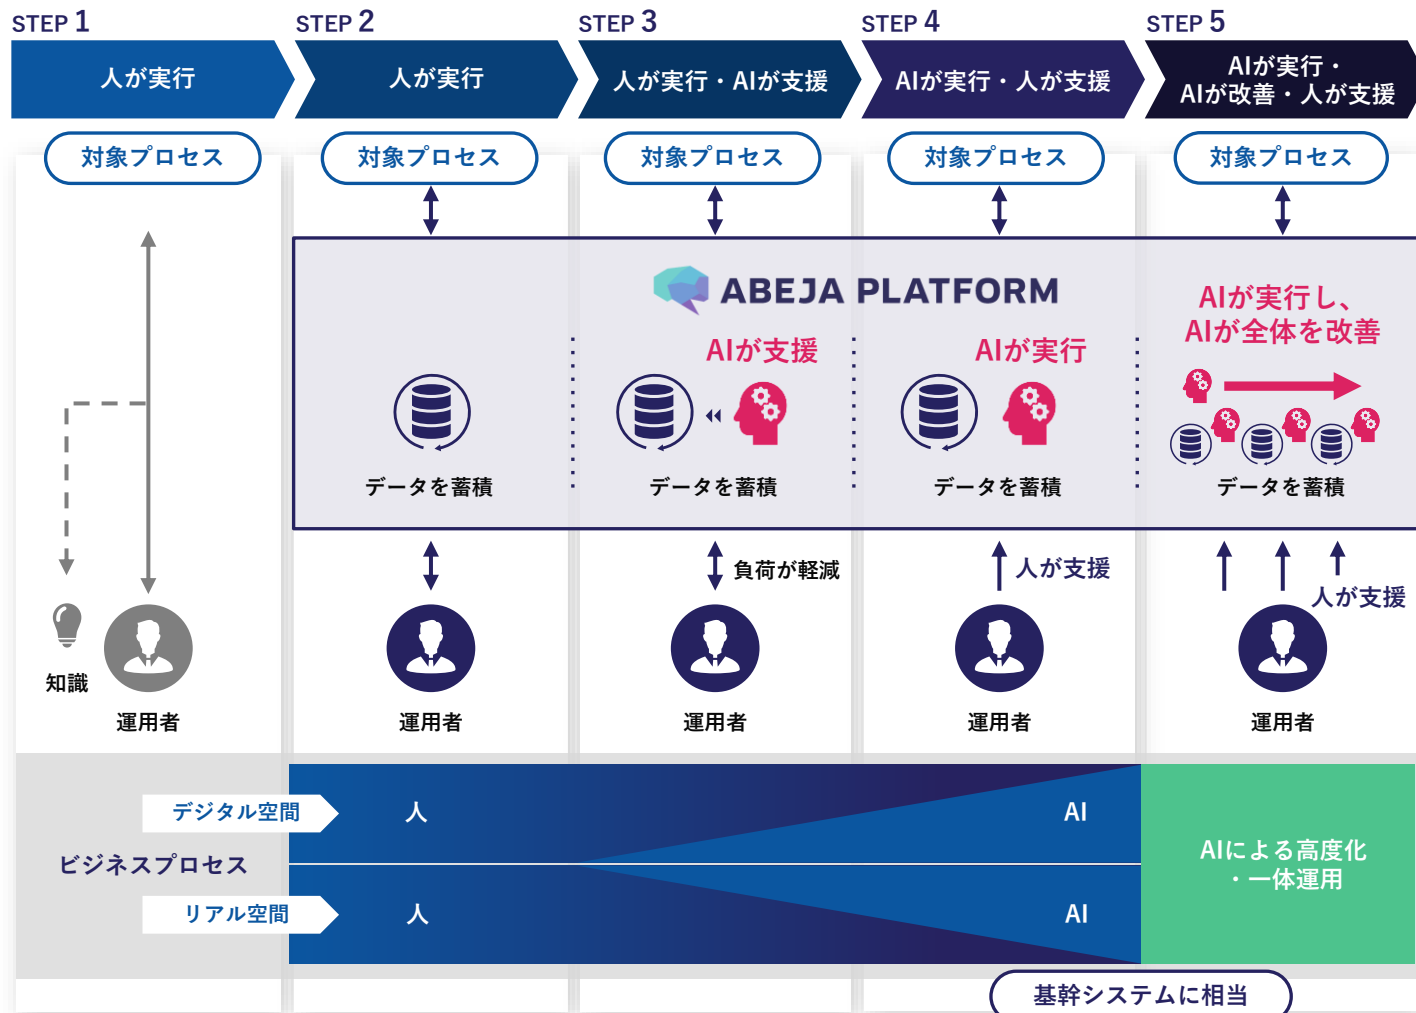 STEP 1
STEP 2
STEP 3
STEP 4
STEP 5
人が実行
人が実行
人が実行・AIが支援
AIが実行・人が支援
AIが実行・
AIが改善・人が支援
対象プロセス
対象プロセス
対象プロセス
対象プロセス
対象プロセス
ABEJA PLATFORM
AIが支援
AIが実行
AIが実行し、
AIが全体を改善
データを蓄積
データを蓄積
データを蓄積
データを蓄積
負荷が軽減
人が支援
人が支援
知識
運用者
運用者
運用者
運用者
運用者
ビジネスプロセス
デジタル空間
人
AI
リアル空間
人
AI
AIによる高度化
・一体運用
基幹システムに相当